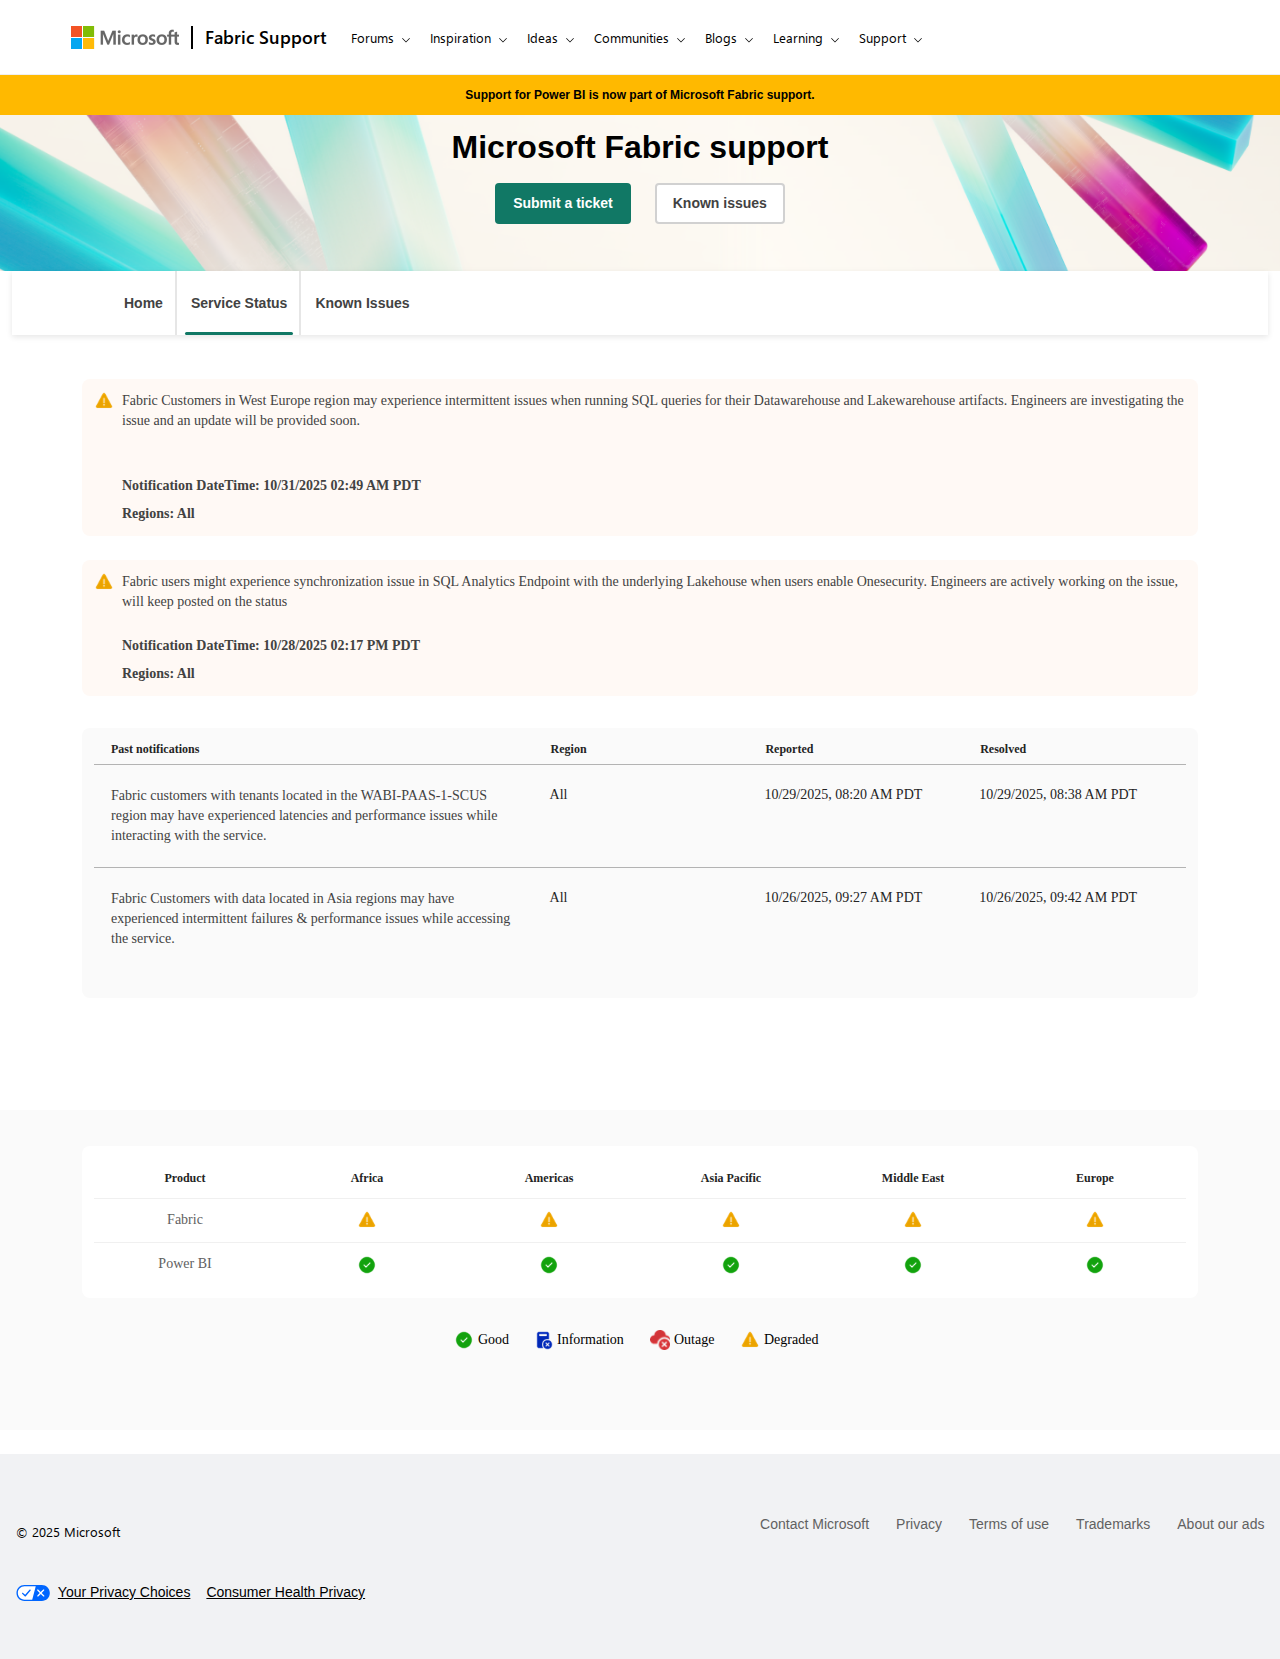 Microsoft Fabric Support Forums Inspiration Ideas Communities Blogs Learning Support
Support for Power BI is now part of Microsoft Fabric support.
Microsoft Fabric support
Submit a ticket Known issues
Home Service Status Known Issues
Fabric Customers in West Europe region may experience intermittent issues when running SQL queries for their Datawarehouse and Lakewarehouse artifacts. Engineers are investigating the
issue and an update will be provided soon.
Notification DateTime: 10/31/2025 02:49 AM PDT
Regions: All
Fabric users might experience synchronization issue in SQL Analytics Endpoint with the underlying Lakehouse when users enable Onesecurity. Engineers are actively working on the issue,
will keep posted on the status
Notification DateTime: 10/28/2025 02:17 PM PDT
Regions: All
Past notifications Region Reported Resolved
Fabric customers with tenants located in the WABI-PAAS-1-SCUS All 10/29/2025, 08:20 AM PDT 10/29/2025, 08:38 AM PDT
region may have experienced latencies and performance issues while
interacting with the service.
Fabric Customers with data located in Asia regions may have All 10/26/2025, 09:27 AM PDT 10/26/2025, 09:42 AM PDT
experienced intermittent failures & performance issues while accessing
the service.
Product Africa Americas Asia Pacific Middle East Europe
Fabric
Power BI
Good Information Outage Degraded
Contact Microsoft Privacy Terms of use Trademarks About our ads
© 2025 Microsoft
Your Privacy Choices Consumer Health Privacy